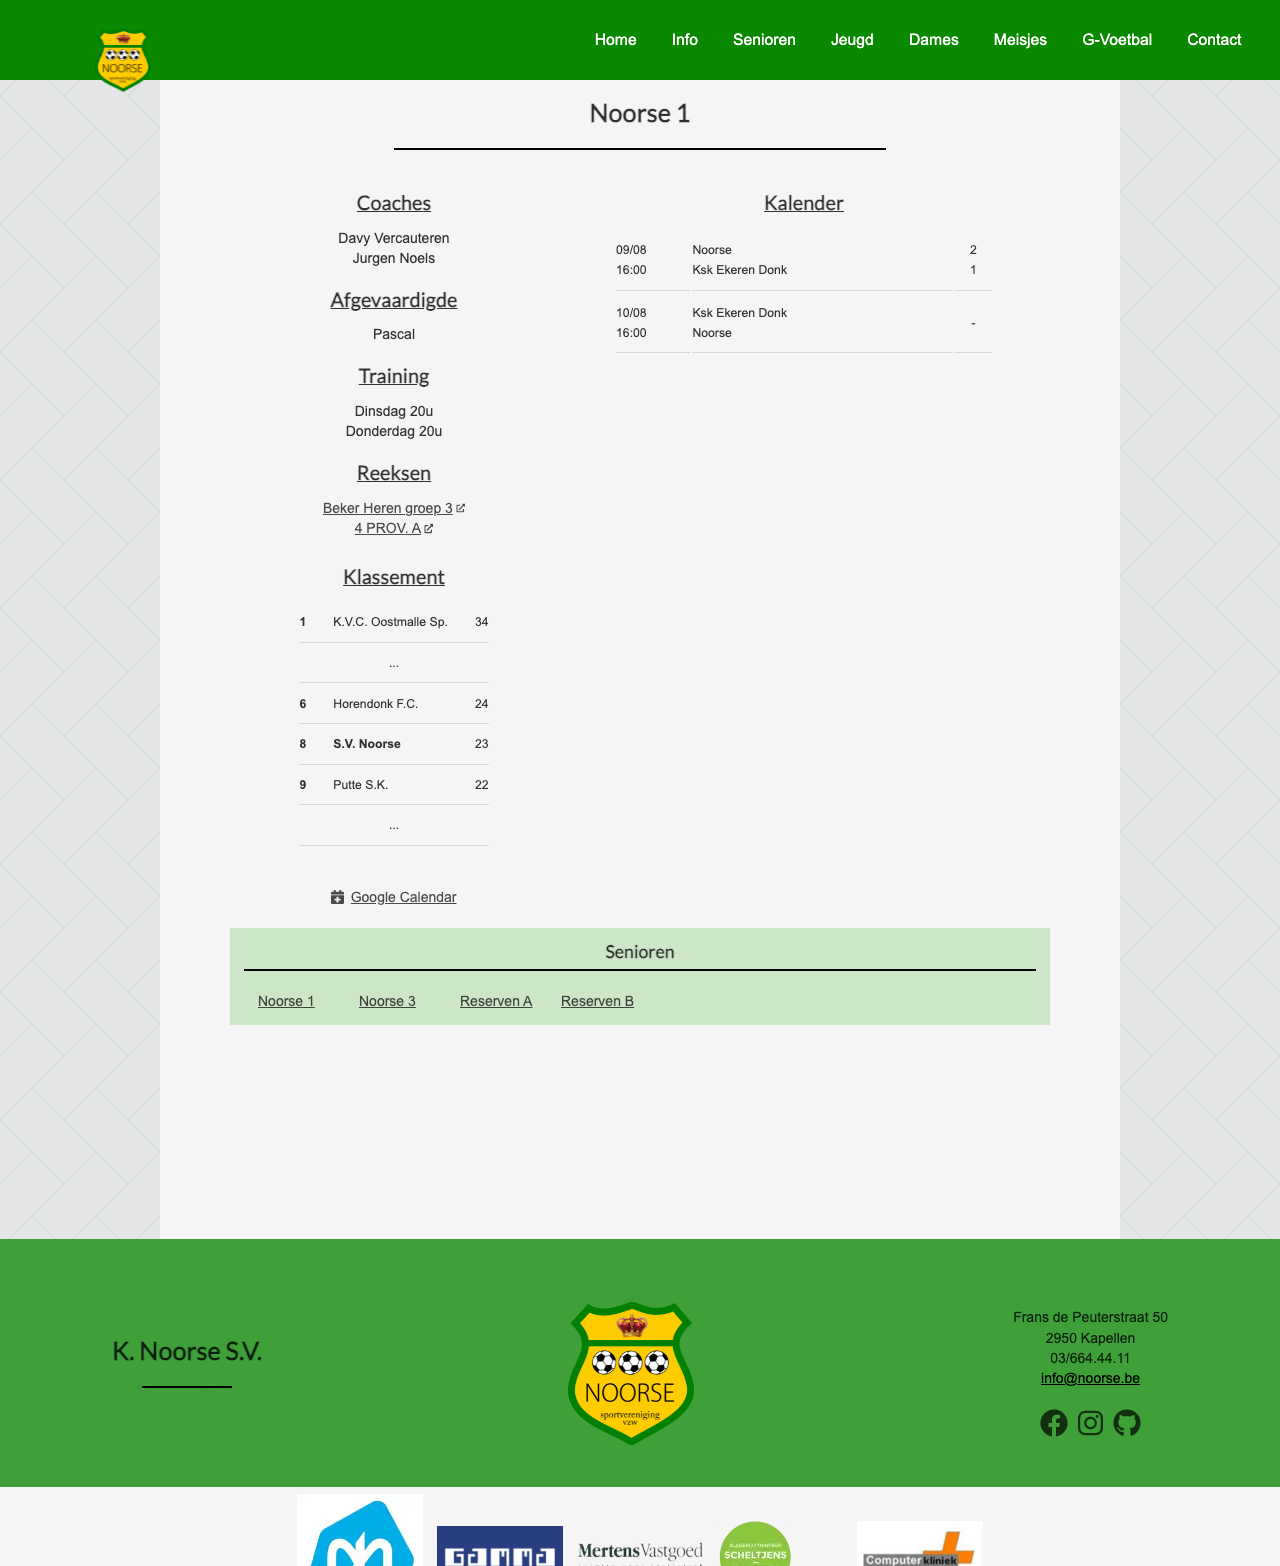 NOORSE
Home Info Senioren Jeugd Dames Meisjes G-Voetbal Contact
Noorse 1
Coaches
Davy Vercauteren
Jurgen Noels
Afgevaardigde
Pascal
Training
Dinsdag 20u
Donderdag 20u
Reeksen
Beker Heren groep 3
4 PROV. A
Klassement
1 K.V.C. Oostmalle Sp. 34
...
6 Horendonk F.C. 24
8 S.V. Noorse 23
9 Putte S.K. 22
...
Google Calendar
Kalender
09/08 Noorse 2
16:00 Ksk Ekeren Donk 1
10/08 Ksk Ekeren Donk
-
16:00 Noorse
Senioren
Noorse 1 Noorse 3 Reserven A Reserven B
K. Noorse S.V.
NOORSE
sportvereniging
vzw
Frans de Peuterstraat 50
2950 Kapellen
03/664.44.11
info@noorse.be
GAMMA
MertensVastgoed
SCHELTJENS
Computerkliniek